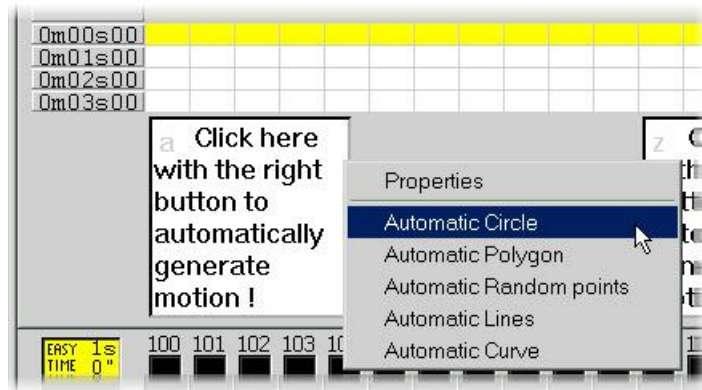 0m00s00
0m01s00
0m02s00
0m03s00
a Click here
with the right
button to
automatically
generate
motion !
z
Properties
Automatic Circle
Automatic Polygon
Automatic Random points
Automatic Lines
Automatic Curve
EASY 1s
TIME 0"
100 101 102 103